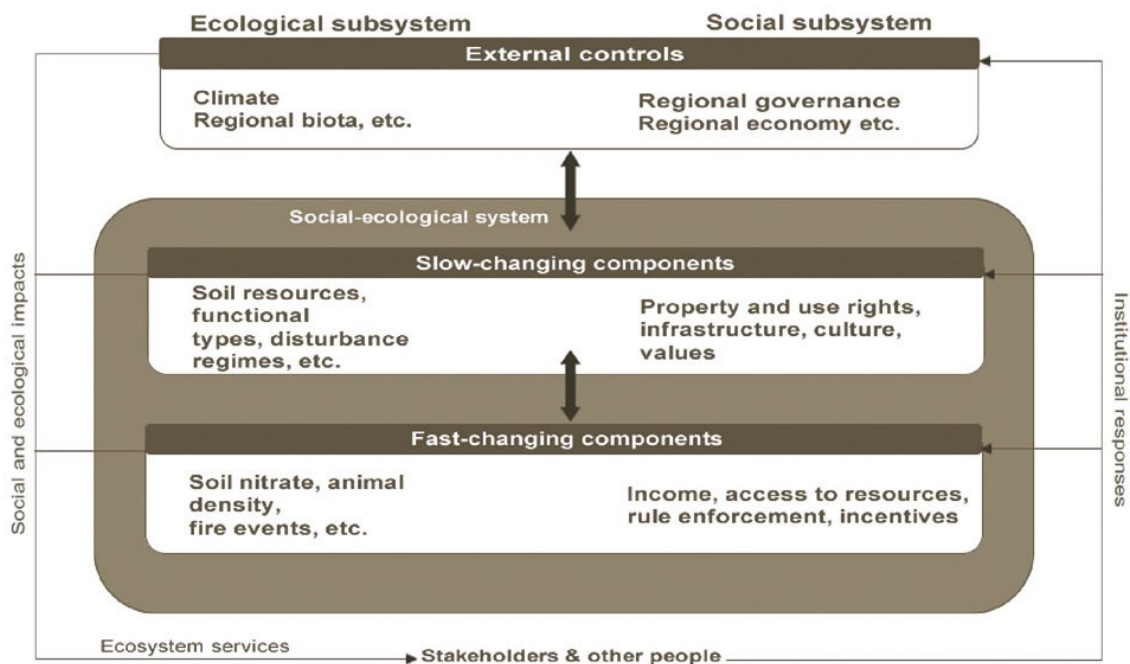 Ecological subsystem
Social subsystem
External controls
Climate
Regional biota, etc.
Regional governance
Regional economy etc.
Social-ecological system
Slow-changing components
Soil resources,
functional
types, disturbance
regimes, etc.
Property and use rights,
infrastructure, culture,
values
Fast-changing components
Soil nitrate, animal
density,
fire events, etc.
Income, access to resources,
rule enforcement, incentives
Social and ecological impacts
Institutional responses
Ecosystem services
Stakeholders & other people